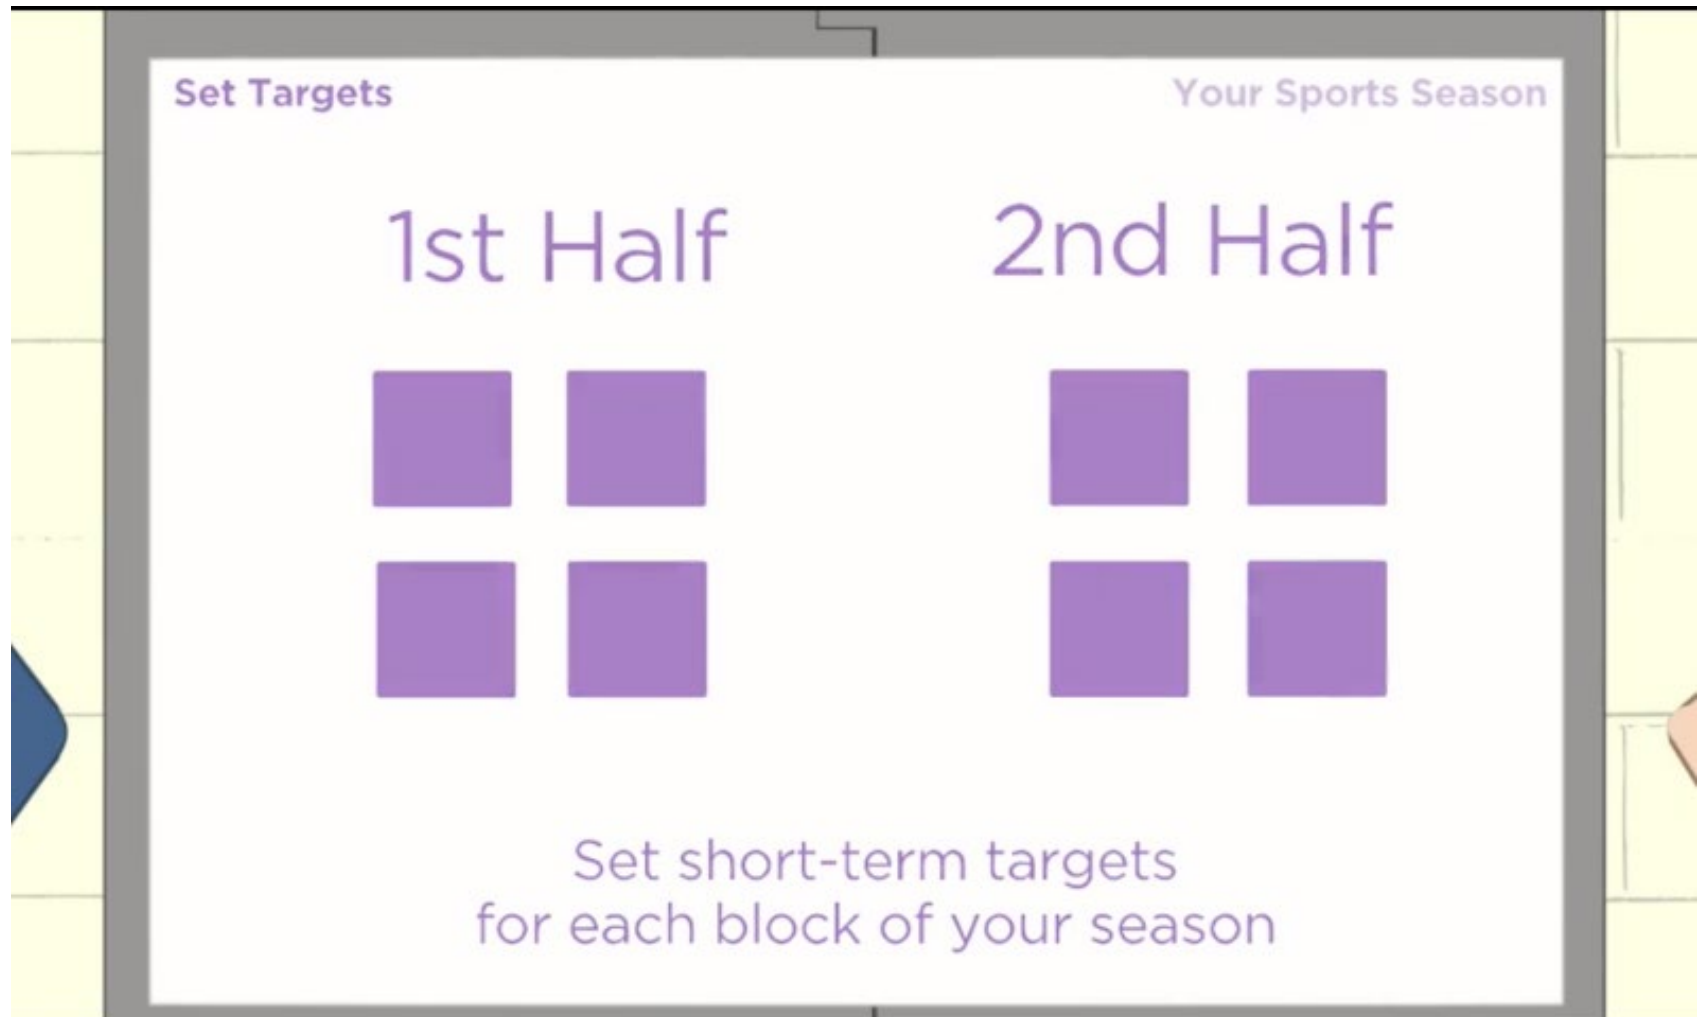 Set Targets
Your Sports Season
1st Half
2nd Half
Set short-term targets
for each block of your season